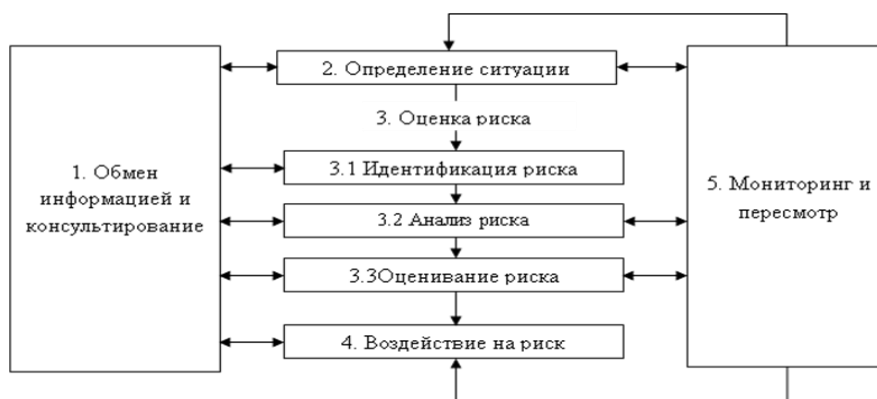 1. Обмен
информацией и
консультирование
2. Определение ситуации
3. Оценка риска
3.1 Идентификация риска
3.2 Анализ риска
3.3Оценивание риска
4. Воздействие на риск
5. Мониторинг и
пересмотр